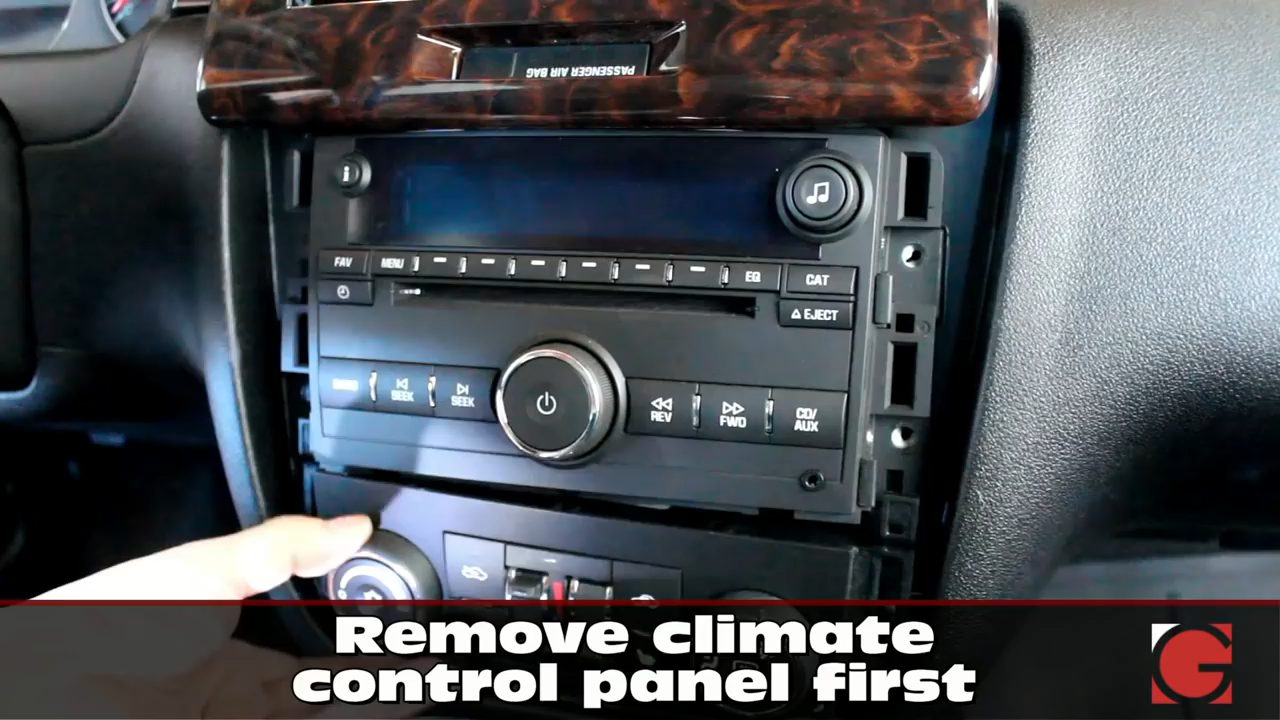 PASSENGER AIR BAG
i
FAV MENU EQ CAT
EJECT
SEEK SEEK REV FWD CD/
AUX
Remove climate
control panel first
G